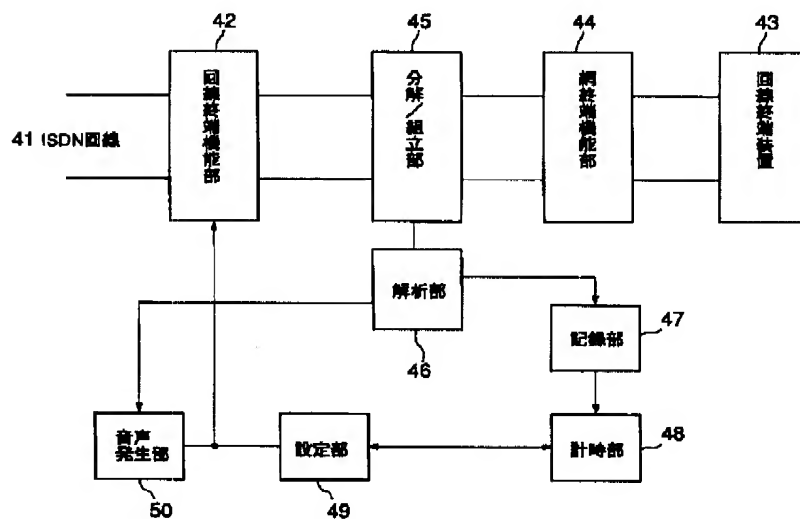 42
45
44
43
回線終端機能部
分解/組立部
網終端機能部
回線終端装置
41 ISDN回線
解析部
46
記録部
47
音声
発生部
50
設定部
49
計時部
48